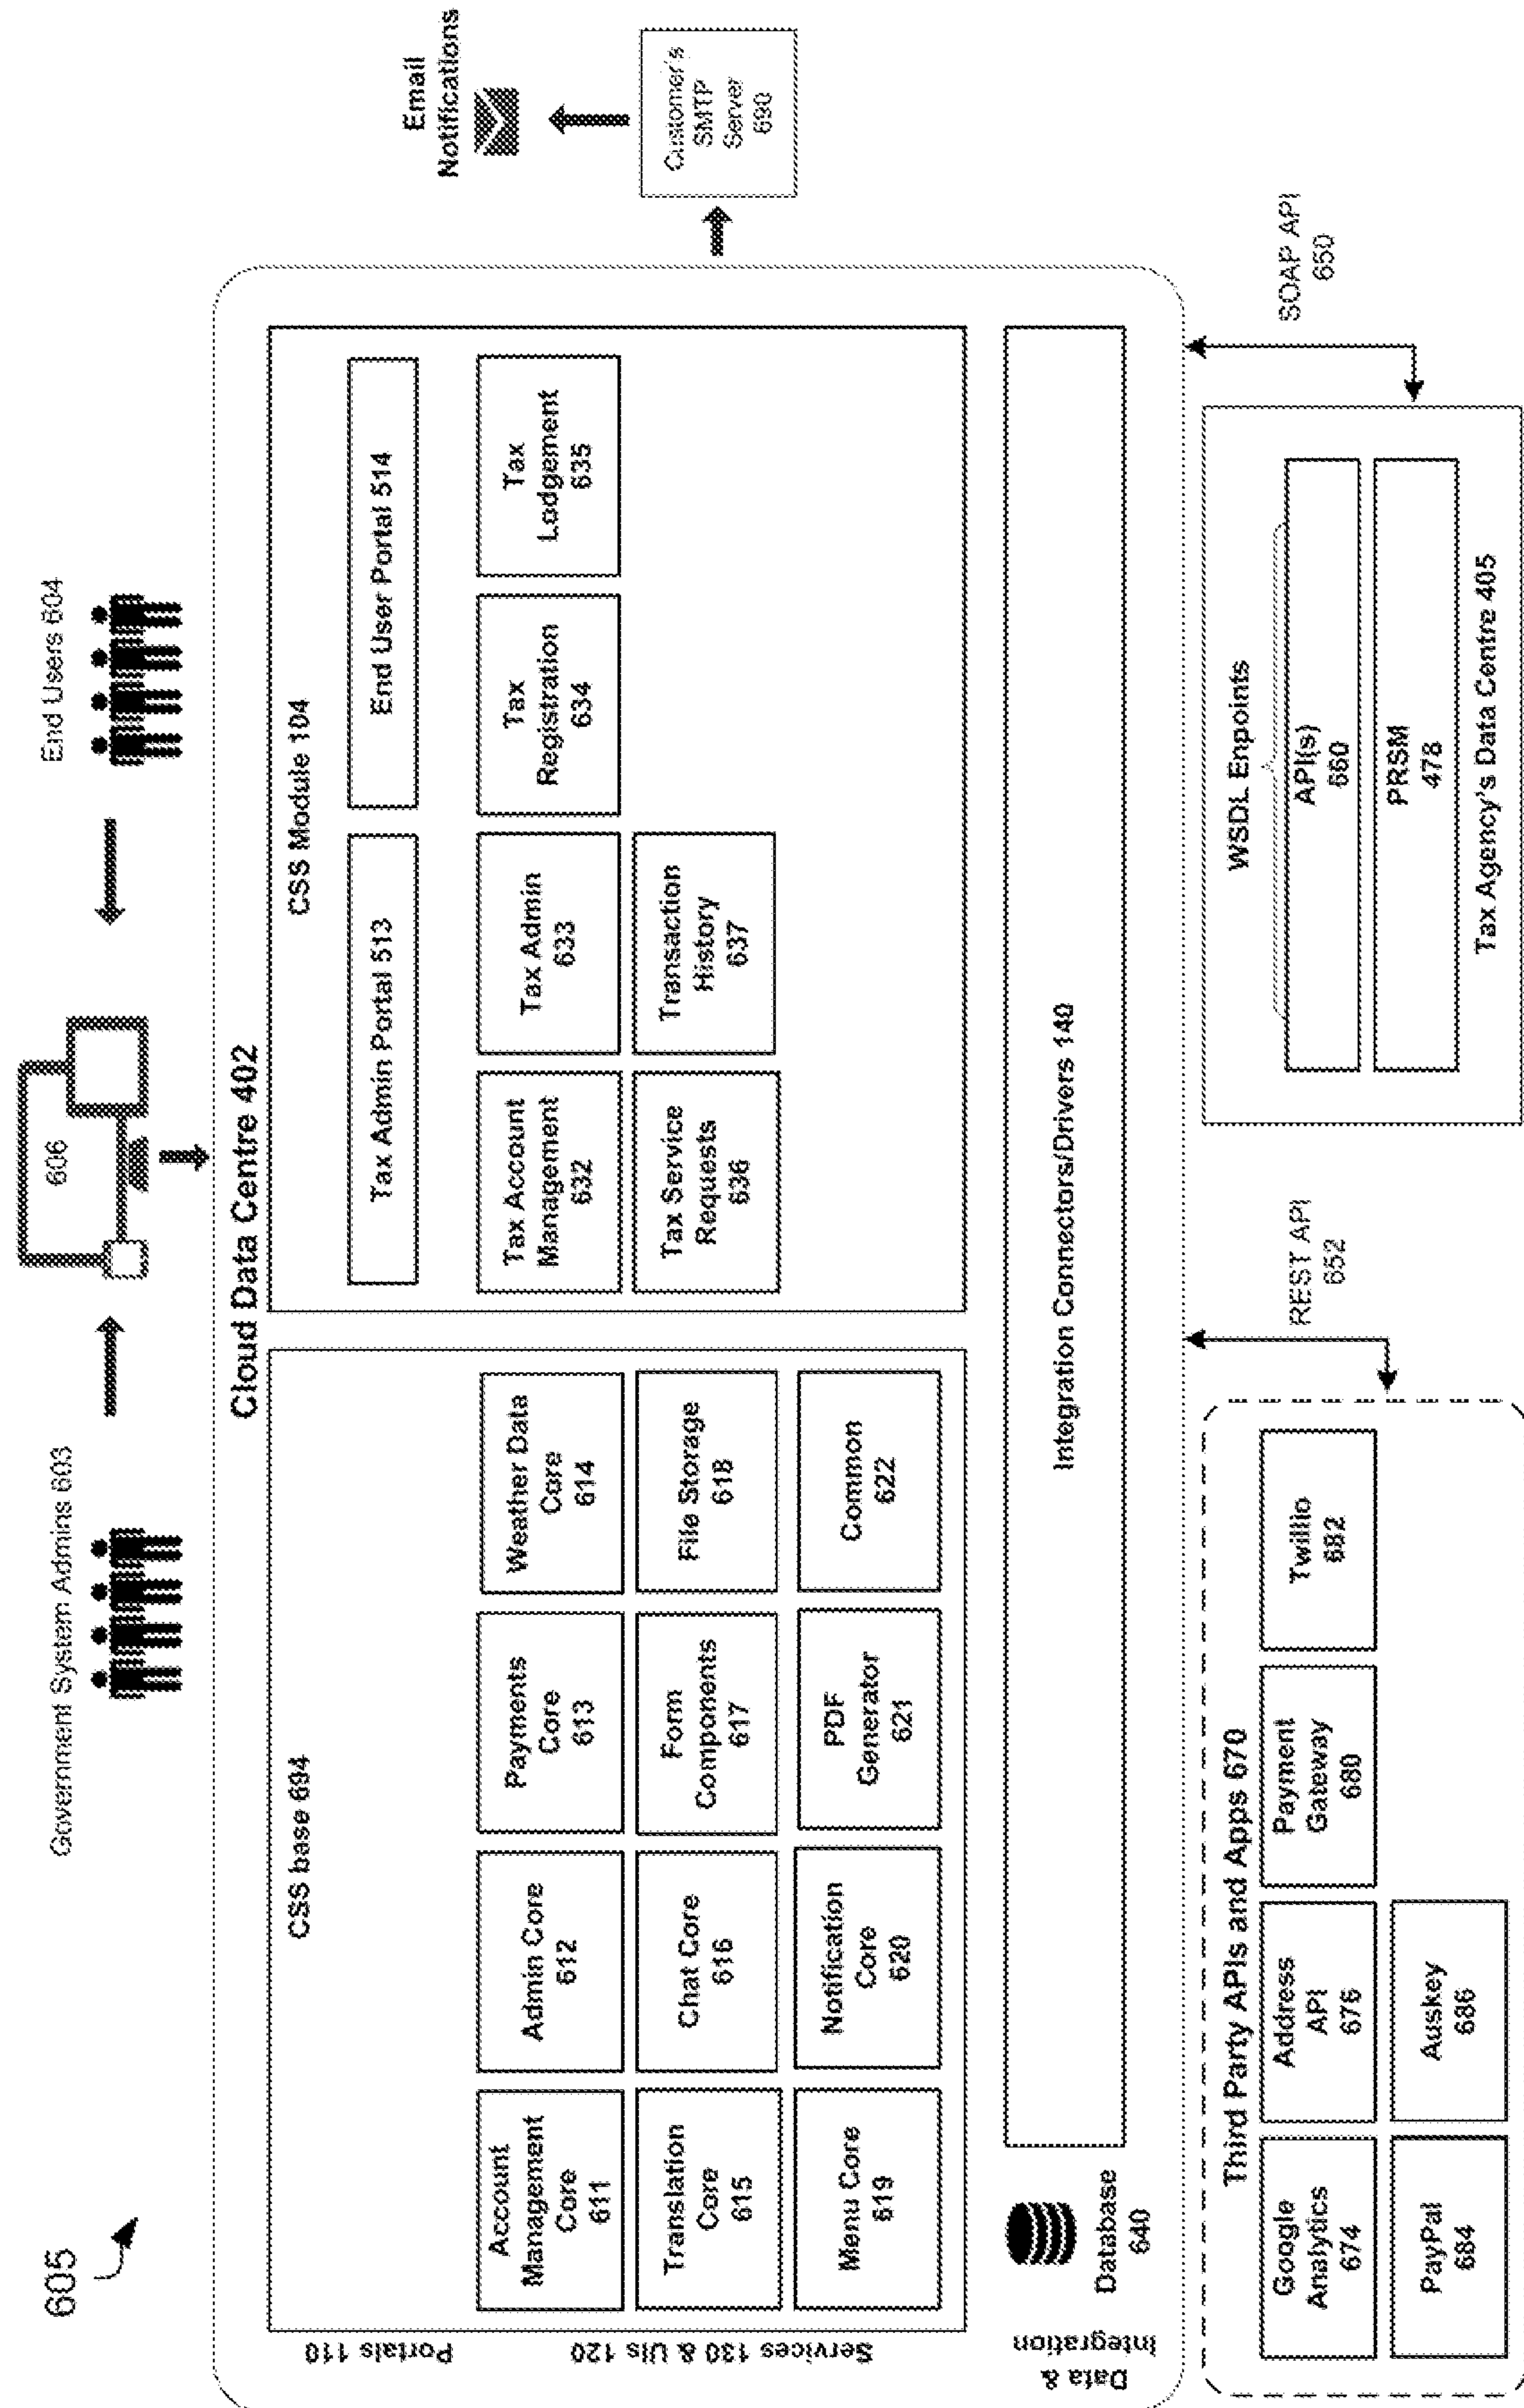 605
Government System Admins 603
606
End Users 604
Email
Notifications
Customer's
SMTP
Server
690
Cloud Data Centre 402
Portals 110
Services 130 & UIs 120
Data &
Integration
CSS base 694
Account
Management
Core
611
Admin Core
612
Payments
Core
613
Weather Data
Core
614
Translation
Core
615
Chat Core
616
Form
Components
617
File Storage
618
Menu Core
619
Notification
Core
620
PDF
Generator
621
Common
622
CSS Module 104
Tax Admin Portal 513
End User Portal 514
Tax Account
Management
632
Tax Admin
633
Tax
Registration
634
Tax
Lodgement
635
Tax Service
Requests
636
Transaction
History
637
Database
640
Integration Connectors/Drivers 140
REST API
652
SOAP API
650
Third Party APIs and Apps 670
Google
Analytics
674
Address
API
676
Payment
Gateway
680
Twillio
682
PayPal
684
Auskey
686
WSDL Enpoints
API(s)
660
PRSM
478
Tax Agency's Data Centre 405